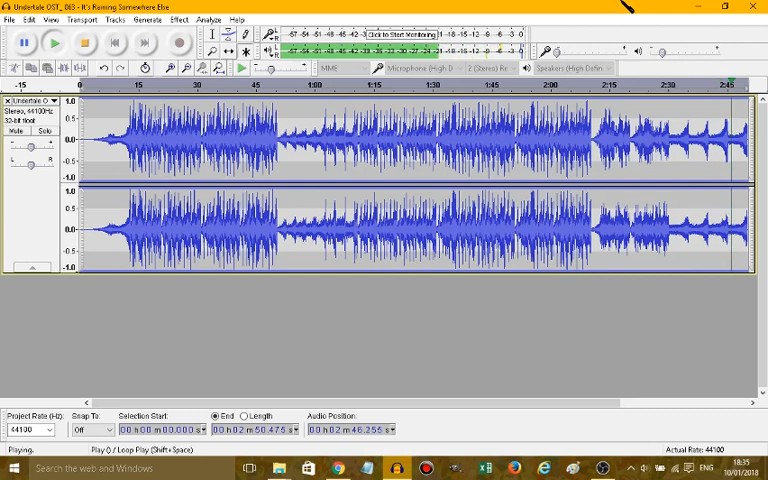 Undertale OST_ 063 - It's Raining Somewhere Else
File Edit View Transport Tracks Generate Effect Analyze Help
-57 -54 -51 -48 -45 -42 -3 Click to Start Monitoring -21 -18 -15 -12 -9 -6 -3 0
-57 -54 -51 -48 -45 -42 -39 -36 -33 -30 -27 -24 -21 -18 -15 -12 -9 -6 -3 0
MME Microphone (High D 2 (Stereo) Re Speakers (High Defin
-15 0 15 30 45 1:00 1:15 1:30 1:45 2:00 2:15 2:30 2:45
Undertale O
Stereo, 44100Hz
32-bit float
Mute Solo
- +
L R
1.0
0.5
0.0
-0.5
-1.0
1.0
0.5
0.0
-0.5
-1.0
Project Rate (Hz): Snap To: Selection Start: End Length Audio Position:
44100 Off 00 h 00 m 00.000 s 00 h 02 m 50.475 s 00 h 02 m 46.255 s
Playing. Play () / Loop Play (Shift+Space) Actual Rate: 44100
Search the web and Windows ENG 18:35
10/01/2018